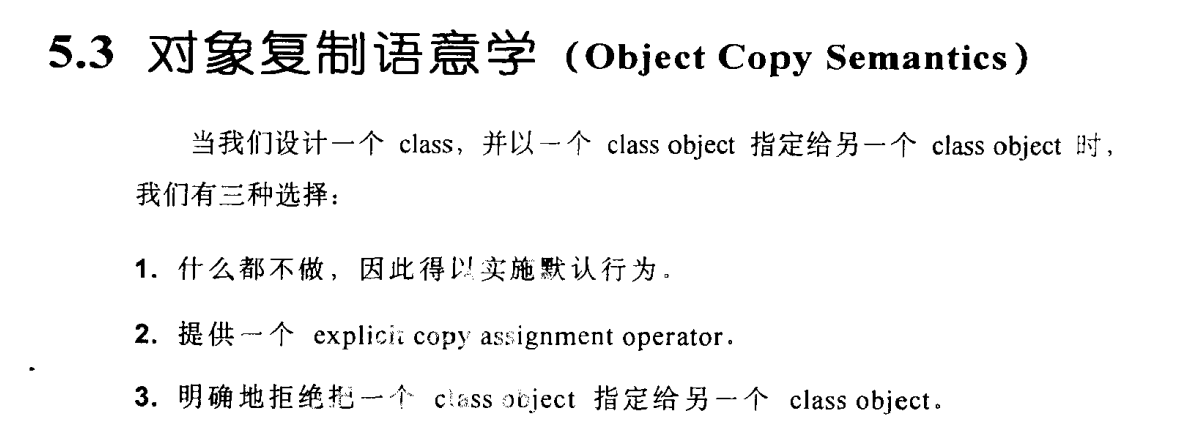 5.3 对象复制语意学（Object Copy Semantics）
当我们设计一个 class，并以一个 class object 指定给另一个 class object 时，
我们有三种选择：
1. 什么都不做，因此得以实施默认行为。
2. 提供一个 explicit copy assignment operator。
3. 明确地拒绝把一个 class object 指定给另一个 class object。